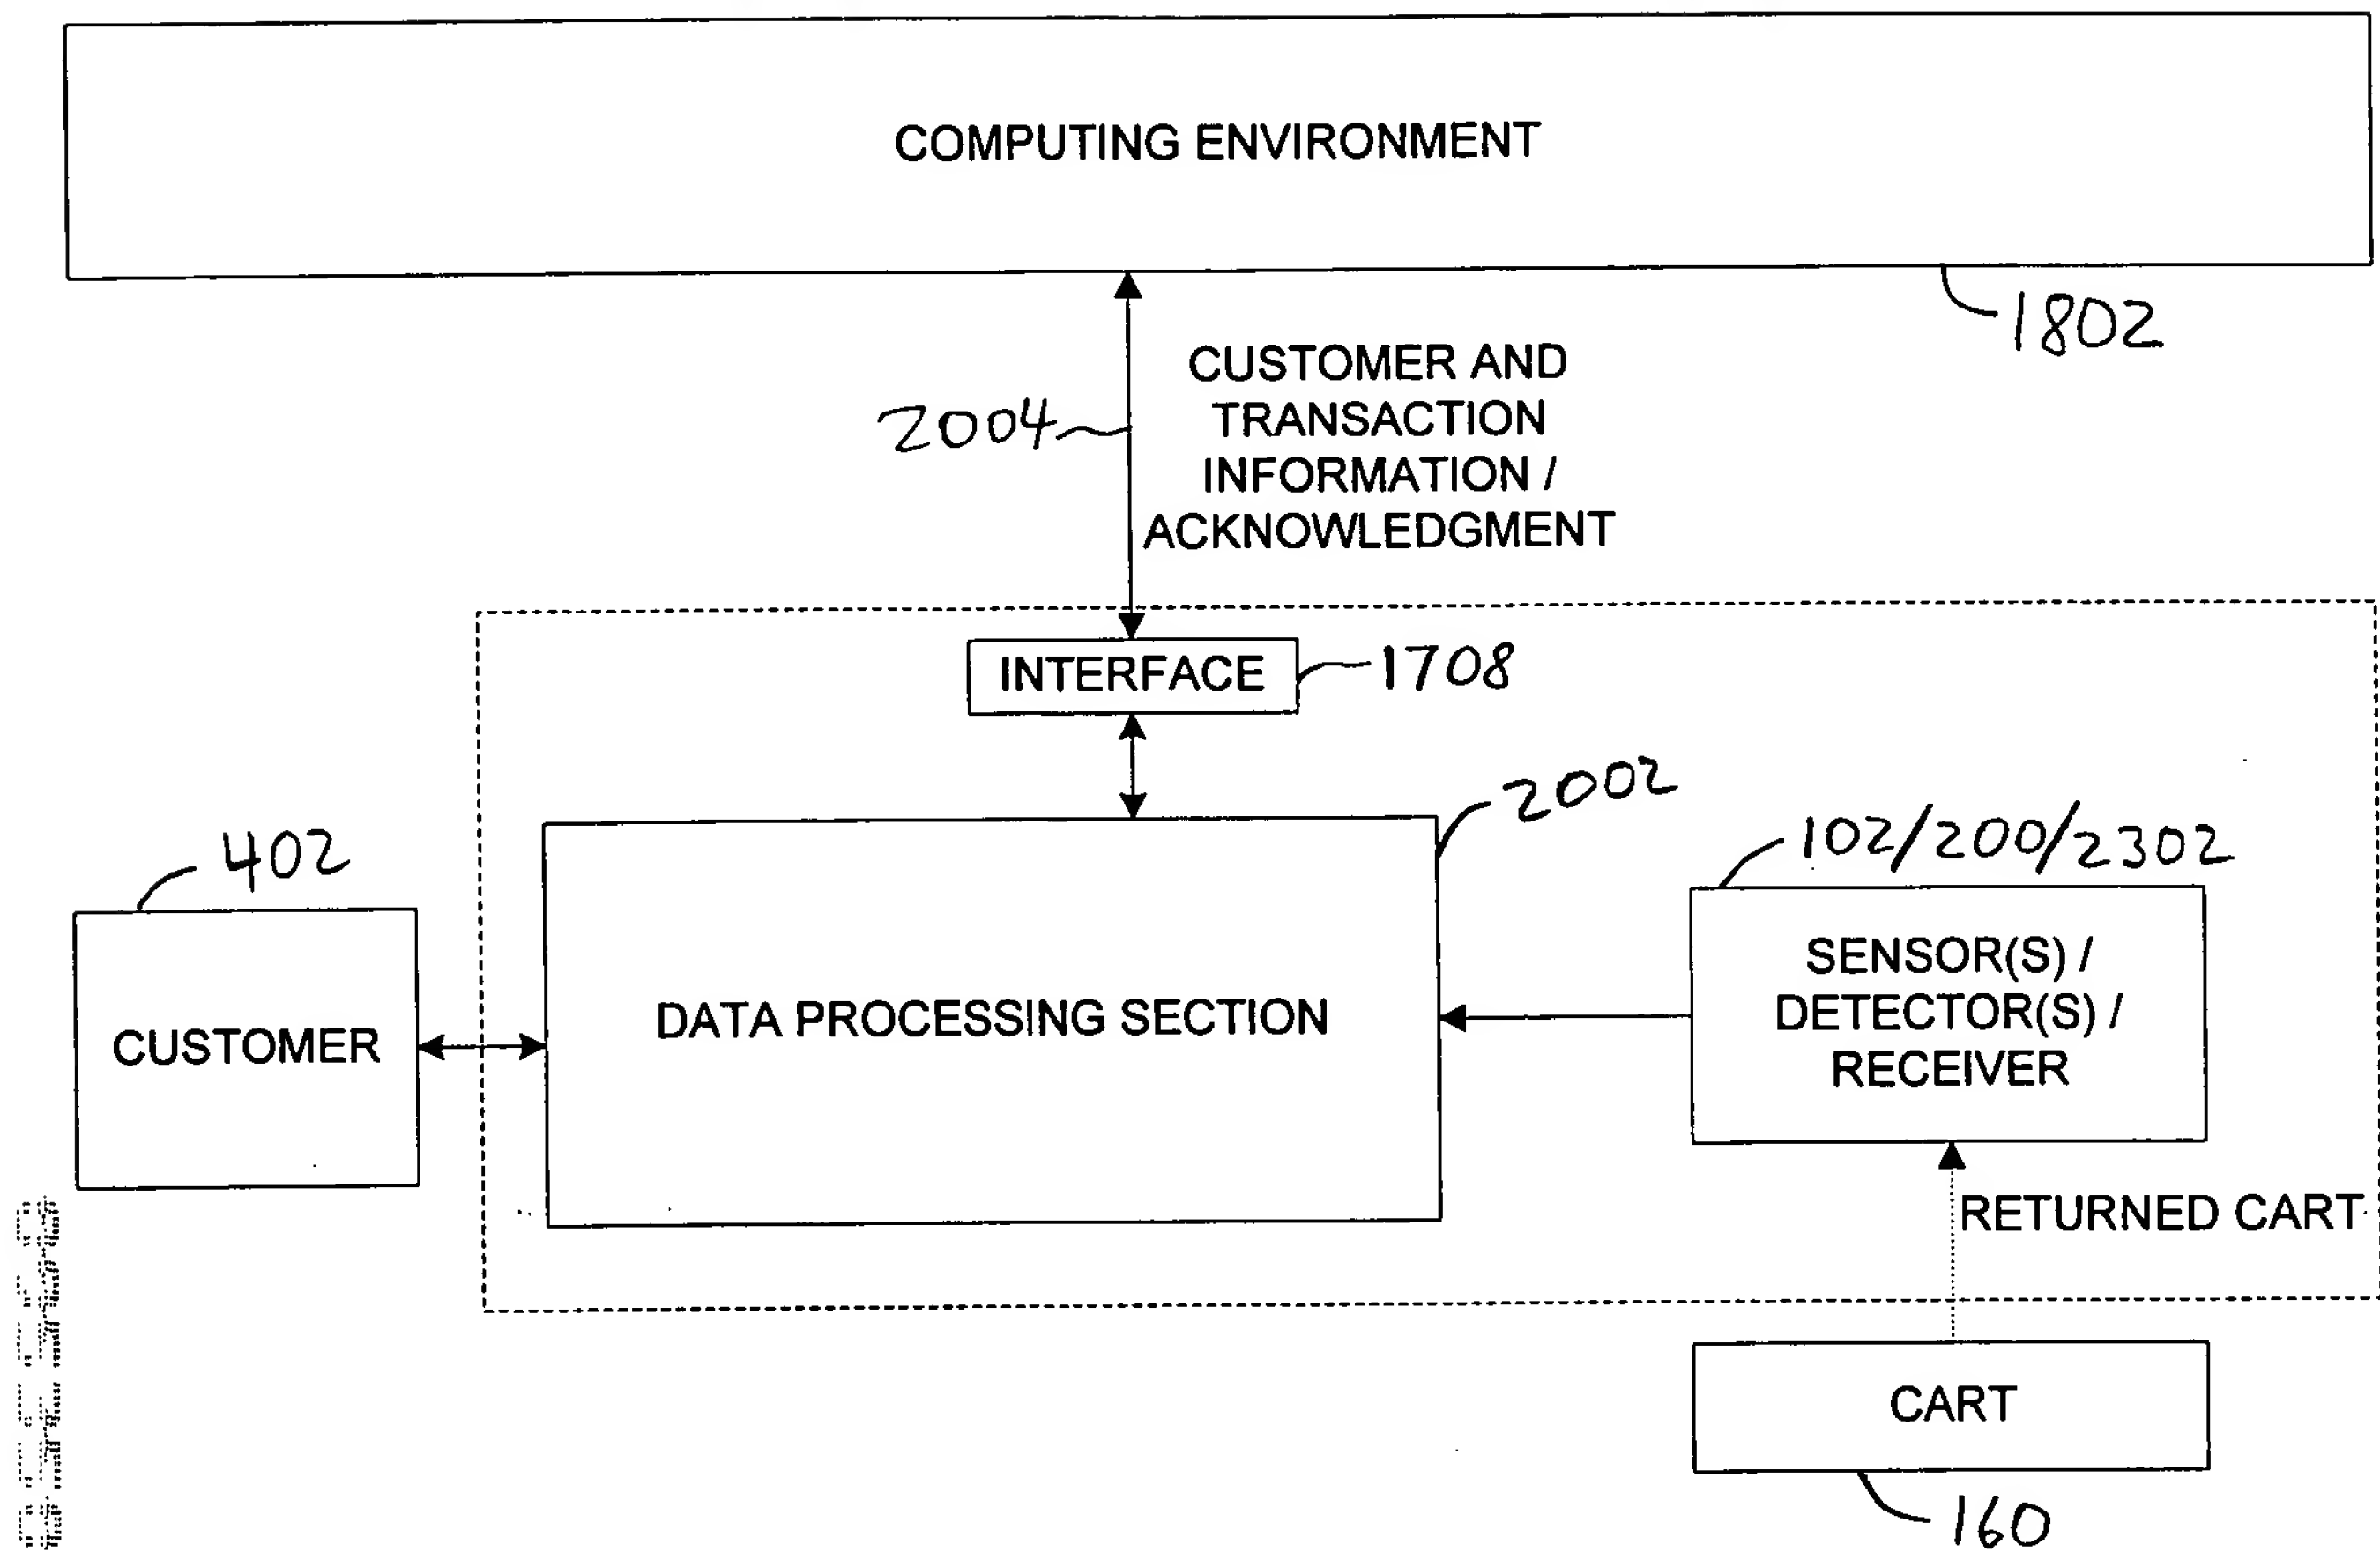 COMPUTING ENVIRONMENT
1802
CUSTOMER AND
TRANSACTION
INFORMATION /
ACKNOWLEDGMENT
2004
INTERFACE
1708
2002
102/200/2302
402
SENSOR(S) /
DETECTOR(S) /
RECEIVER
DATA PROCESSING SECTION
CUSTOMER
RETURNED CART
CART
160